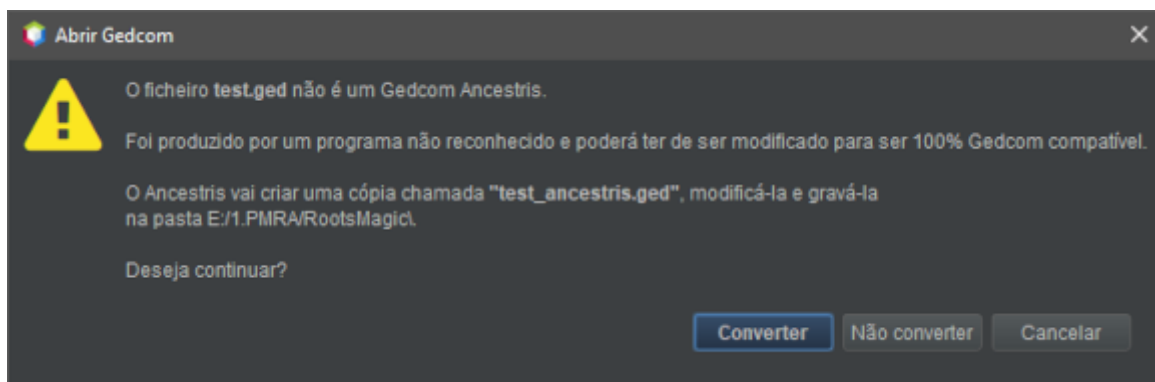 Abrir Gedcom
O ficheiro test.ged não é um Gedcom Ancestris.
Foi produzido por um programa não reconhecido e poderá ter de ser modificado para ser 100% Gedcom compatível.
O Ancestris vai criar uma cópia chamada "test_ancestris.ged", modificá-la e gravá-la
na pasta E:/1.PMRA/RootsMagic\.
Deseja continuar?
Converter Não converter Cancelar